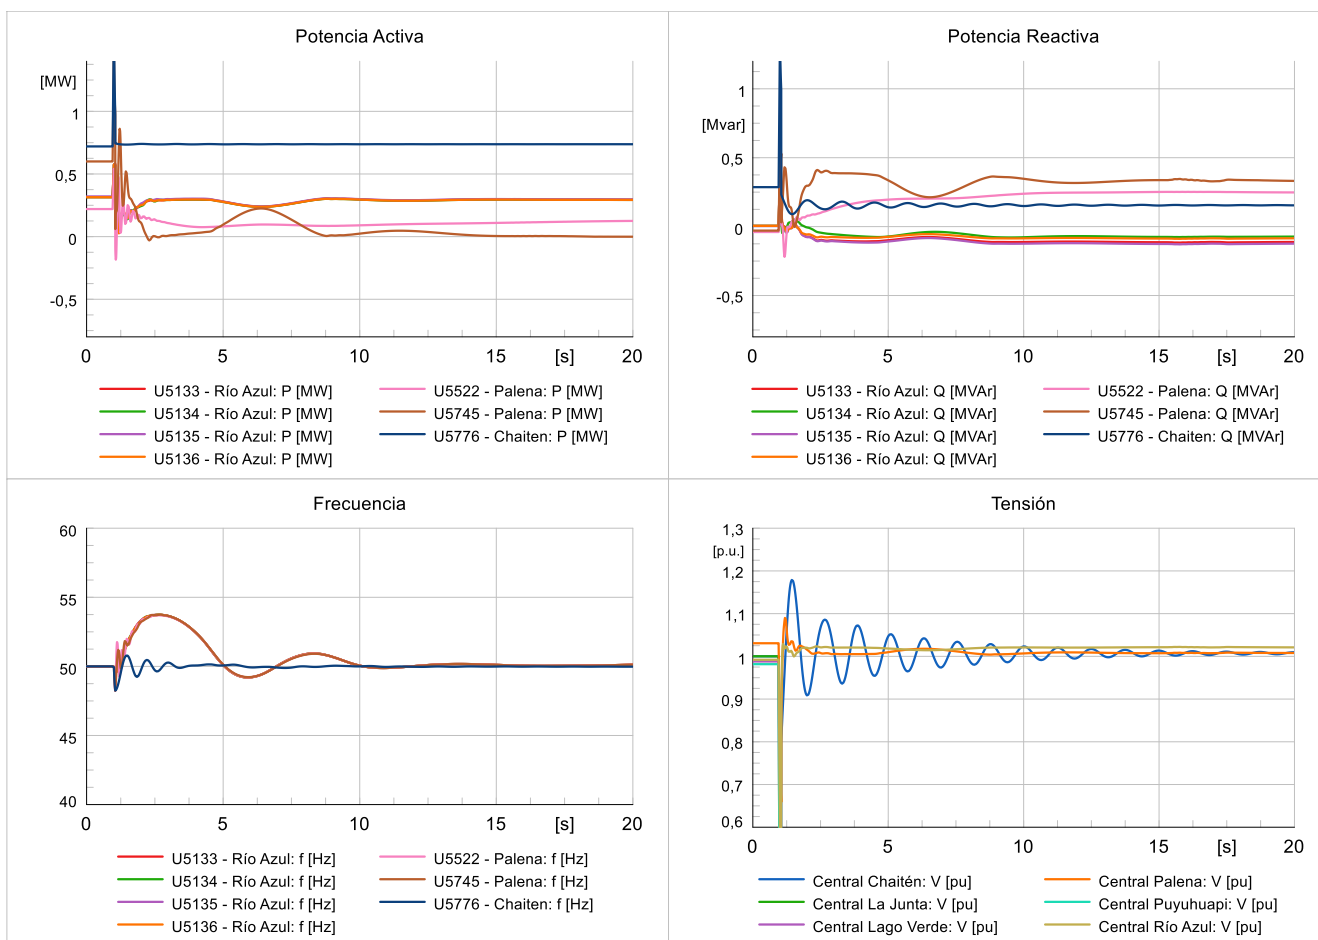 Potencia Activa
[MW]
1
0,5
0
-0,5
0
5
10
15
[s]
20
U5133 - Río Azul: P [MW]
U5134 - Río Azul: P [MW]
U5135 - Río Azul: P [MW]
U5136 - Río Azul: P [MW]
U5522 - Palena: P [MW]
U5745 - Palena: P [MW]
U5776 - Chaiten: P [MW]
Potencia Reactiva
1
[Mvar]
0,5
0
-0,5
0
5
10
15
[s]
20
U5133 - Río Azul: Q [MVAr]
U5134 - Río Azul: Q [MVAr]
U5135 - Río Azul: Q [MVAr]
U5136 - Río Azul: Q [MVAr]
U5522 - Palena: Q [MVAr]
U5745 - Palena: Q [MVAr]
U5776 - Chaiten: Q [MVAr]
Frecuencia
60
55
50
45
40
0
5
10
15
[s]
20
U5133 - Río Azul: f [Hz]
U5134 - Río Azul: f [Hz]
U5135 - Río Azul: f [Hz]
U5136 - Río Azul: f [Hz]
U5522 - Palena: f [Hz]
U5745 - Palena: f [Hz]
U5776 - Chaiten: f [Hz]
Tensión
1,3
[p.u.]
1,2
1,1
1
0,9
0,8
0,7
0,6
0
5
10
15
[s]
20
Central Chaitén: V [pu]
Central La Junta: V [pu]
Central Lago Verde: V [pu]
Central Palena: V [pu]
Central Puyuhuapi: V [pu]
Central Río Azul: V [pu]